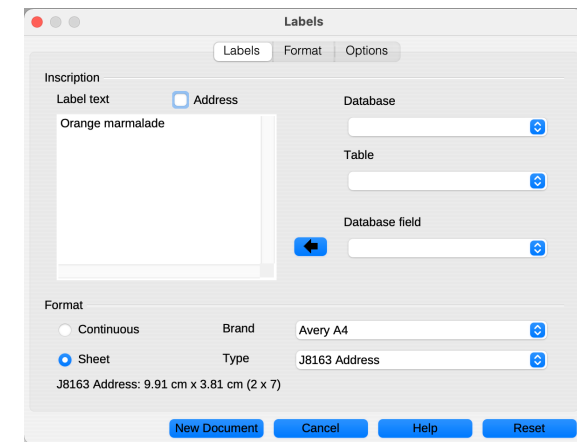 Labels
Labels Format Options
Inscription
Label text Address Database
Orange marmalade
Table
Database field
Format
Continuous Brand Avery A4
Sheet Type J8163 Address
J8163 Address: 9.91 cm x 3.81 cm (2 x 7)
New Document Cancel Help Reset